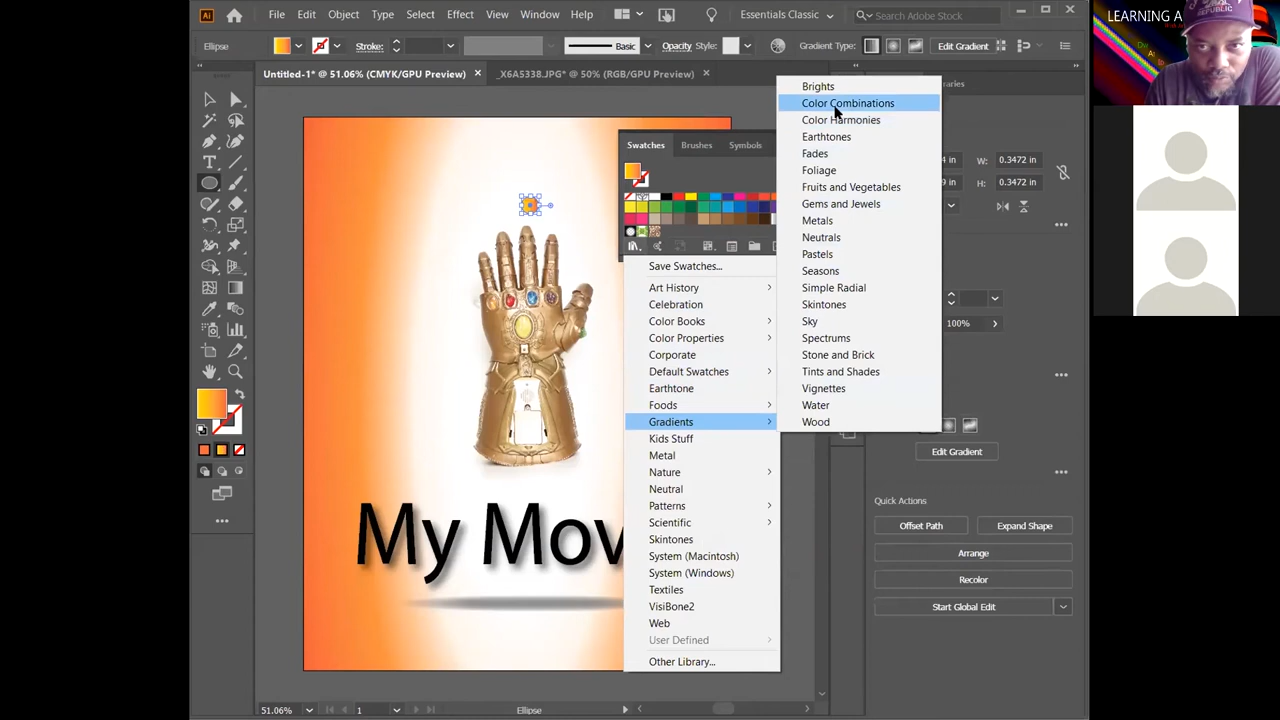 Ai File Edit Object Type Select Effect View Window Help Essentials Classic Search Adobe Stock
LEARNING A
Ellipse Stroke: Basic Opacity Style: Gradient Type: Edit Gradient
Untitled-1* @ 51.06% (CMYK/GPU Preview) × _X6A5338.JPG* @ 50% (RGB/GPU Preview) ×
Swatches Brushes Symbols
W: 0.3472 in
H: 0.3472 in
100%
Save Swatches...
Art History
Celebration
Color Books
Color Properties
Corporate
Default Swatches
Earthtone
Foods
Gradients
Kids Stuff
Metal
Nature
Neutral
Patterns
Scientific
Skintones
System (Macintosh)
System (Windows)
Textiles
VisiBone2
Web
User Defined
Other Library...
Brights
Color Combinations
Color Harmonies
Earthtones
Fades
Foliage
Fruits and Vegetables
Gems and Jewels
Metals
Neutrals
Pastels
Seasons
Simple Radial
Skintones
Sky
Spectrums
Stone and Brick
Tints and Shades
Vignettes
Water
Wood
Edit Gradient
Quick Actions
Offset Path Expand Shape
Arrange
Recolor
Start Global Edit
My Mov
51.06% 1 Ellipse